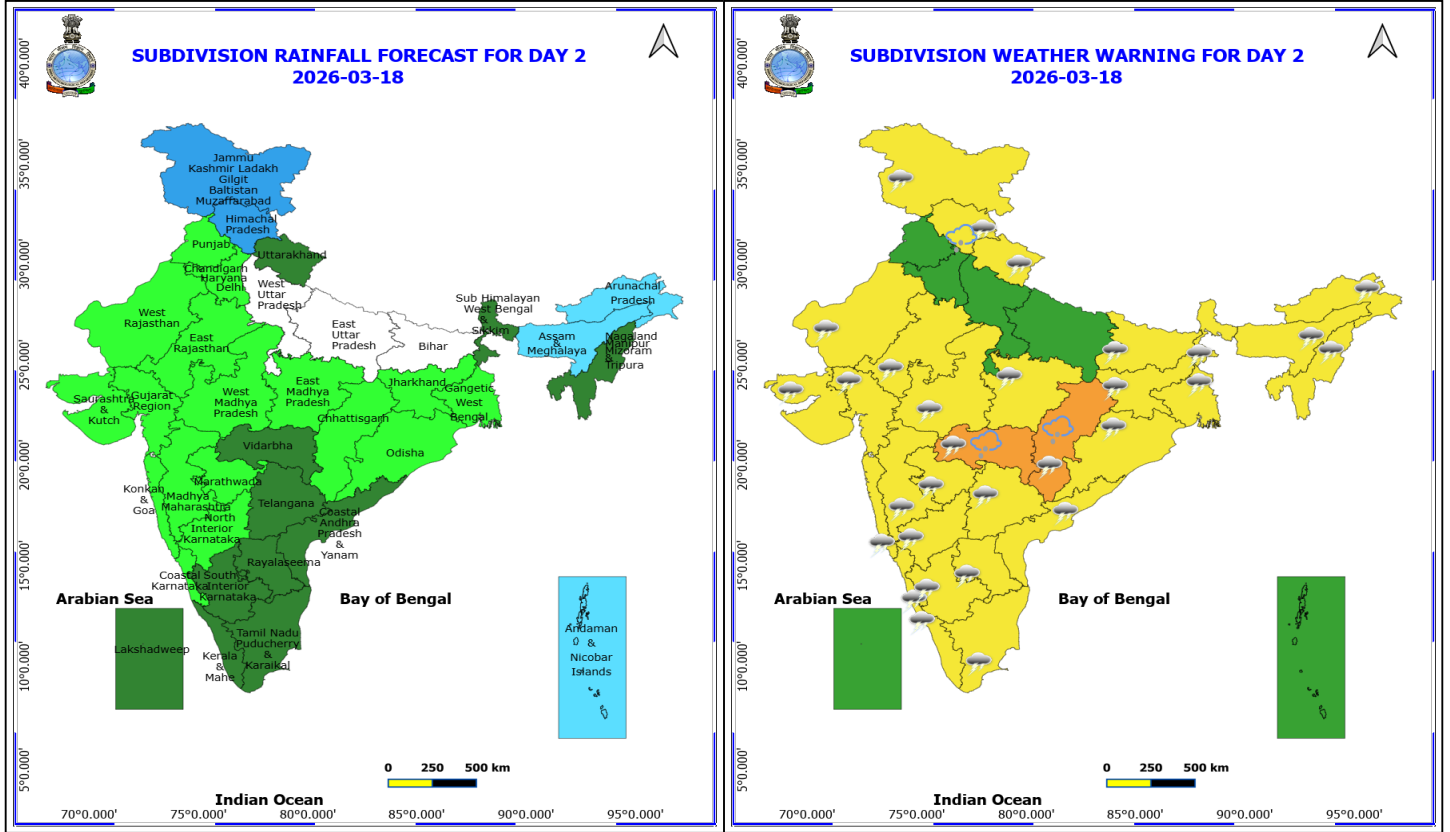 SUBDIVISION RAINFALL FORECAST FOR DAY 2
2026-03-18
40°0.000'
35°0.000'
30°0.000'
25°0.000'
20°0.000'
15°0.000'
10°0.000'
5°0.000'
Jammu
Kashmir Ladakh
Gilgit
Baltistan
Muzaffarabad
Himachal
Pradesh
Punjab
Uttarakhand
Chandigarh
Haryana
Delhi
West
Uttar
Pradesh
West
Rajasthan
East
Rajasthan
East
Uttar
Pradesh
Bihar
Sub Himalayan
West Bengal
&
Sikkim
Arunachal
Pradesh
Assam
&
Meghalaya
Nagaland
Manipur
Mizoram
&
Tripura
Saurashtra
&
Kutch
Gujarat
Region
West
Madhya
Pradesh
East
Madhya
Pradesh
Jharkhand
Gangetic
West
Bengal
Chhattisgarh
Odisha
Vidarbha
Konkan
&
Goa
Marathwada
Madhya
Maharashtra
North
Interior
Karnataka
Telangana
Coastal
Andhra
Pradesh
&
Yanam
Rayalaseema
Coastal
Karnataka
South
Interior
Karnataka
Arabian Sea
Bay of Bengal
Lakshadweep
Kerala
&
Mahe
Tamil Nadu
Puducherry
&
Karaikal
Andaman
&
Nicobar
Islands
0 250 500 km
Indian Ocean
70°0.000' 75°0.000' 80°0.000' 85°0.000' 90°0.000' 95°0.000'
SUBDIVISION WEATHER WARNING FOR DAY 2
2026-03-18
40°0.000'
35°0.000'
30°0.000'
25°0.000'
20°0.000'
15°0.000'
10°0.000'
5°0.000'
Arabian Sea
Bay of Bengal
0 250 500 km
Indian Ocean
70°0.000' 75°0.000' 80°0.000' 85°0.000' 90°0.000' 95°0.000'